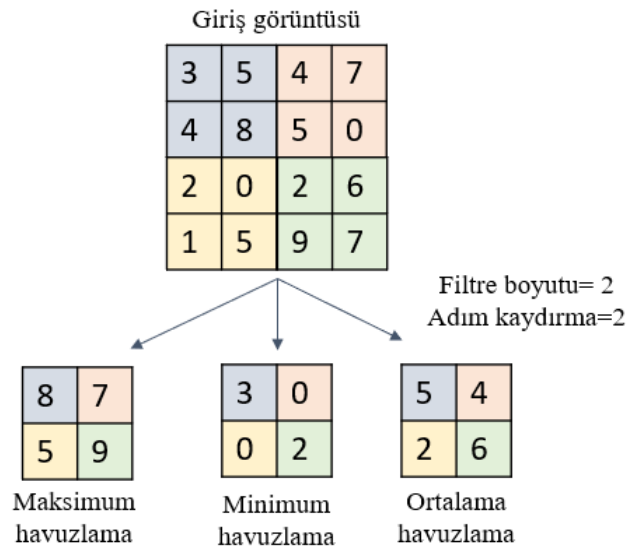 Giriş görüntüsü
3 5 4 7
4 8 5 0
2 0 2 6
1 5 9 7
Filtre boyutu= 2
Adım kaydırma=2
8 7
5 9
Maksimum
havuzlama
3 0
0 2
Minimum
havuzlama
5 4
2 6
Ortalama
havuzlama